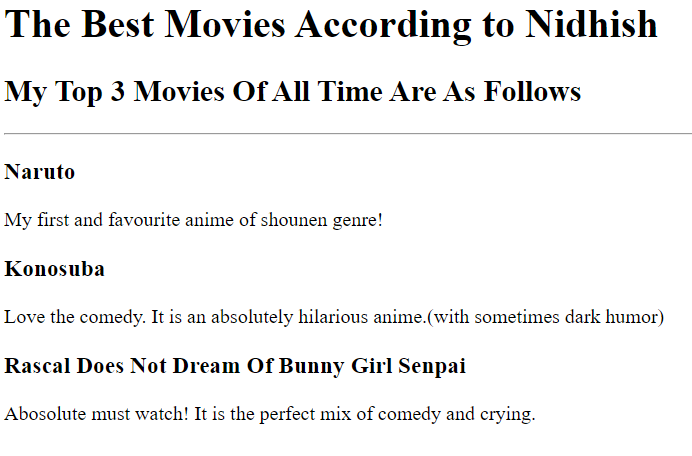 The Best Movies According to Nidhish
My Top 3 Movies Of All Time Are As Follows
Naruto
My first and favourite anime of shounen genre!
Konosuba
Love the comedy. It is an absolutely hilarious anime.(with sometimes dark humor)
Rascal Does Not Dream Of Bunny Girl Senpai
Abosolute must watch! It is the perfect mix of comedy and crying.